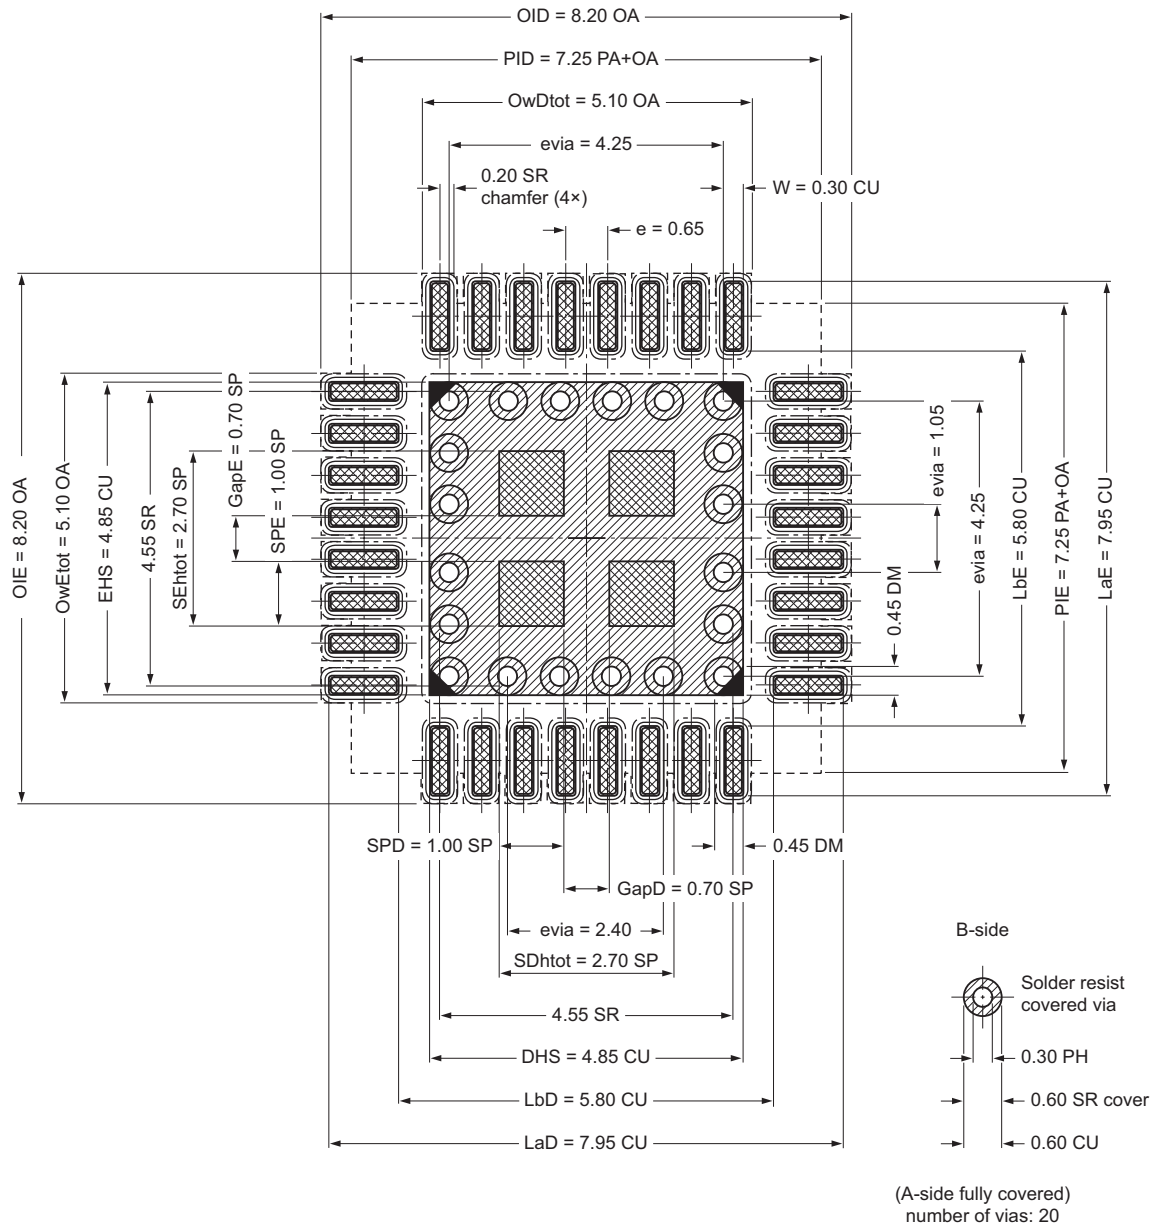 OID = 8.20 OA
PID = 7.25 PA+OA
OwDtot = 5.10 OA
evia = 4.25
0.20 SR
chamfer (4×)
W = 0.30 CU
e = 0.65
OIE = 8.20 OA
OwEtot = 5.10 OA
EHS = 4.85 CU
4.55 SR
SEhtot = 2.70 SP
GapE = 0.70 SP
SPE = 1.00 SP
evia = 1.05
0.45 DM
evia = 4.25
LbE = 5.80 CU
PIE = 7.25 PA+OA
LaE = 7.95 CU
SPD = 1.00 SP
0.45 DM
GapD = 0.70 SP
evia = 2.40
SDhtot = 2.70 SP
4.55 SR
DHS = 4.85 CU
LbD = 5.80 CU
LaD = 7.95 CU
B-side
Solder resist
covered via
0.30 PH
0.60 SR cover
0.60 CU
(A-side fully covered)
number of vias: 20